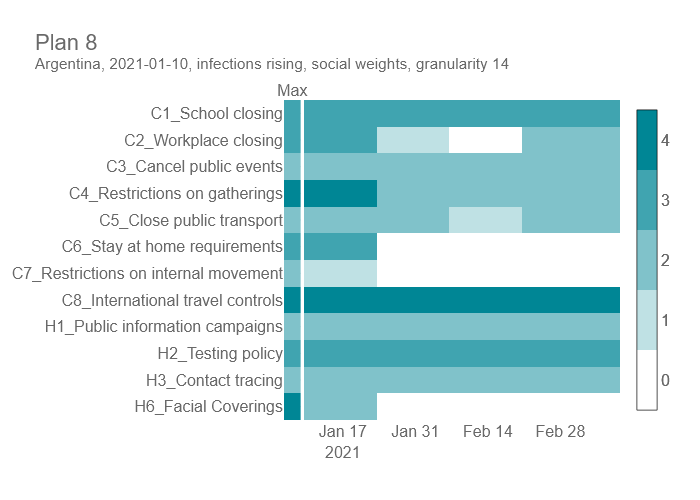 Plan 8
Argentina, 2021-01-10, infections rising, social weights, granularity 14
Max
C1_School closing
C2_Workplace closing
C3_Cancel public events
C4_Restrictions on gatherings
C5_Close public transport
C6_Stay at home requirements
C7_Restrictions on internal movement
C8_International travel controls
H1_Public information campaigns
H2_Testing policy
H3_Contact tracing
H6_Facial Coverings
Jan 17 Jan 31 Feb 14 Feb 28
2021
4
3
2
1
0